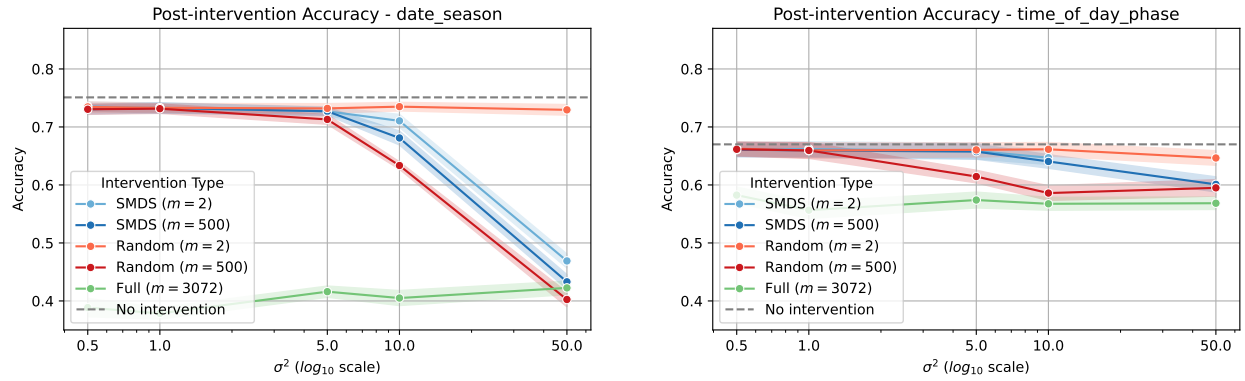 Post-intervention Accuracy - date_season
Accuracy
0.8
0.7
0.6
0.5
0.4
Intervention Type
SMDS (m = 2)
SMDS (m = 500)
Random (m = 2)
Random (m = 500)
Full (m = 3072)
No intervention
0.5 1.0 5.0 10.0 50.0
σ² (log₁₀ scale)
Post-intervention Accuracy - time_of_day_phase
Accuracy
0.8
0.7
0.6
0.5
0.4
Intervention Type
SMDS (m = 2)
SMDS (m = 500)
Random (m = 2)
Random (m = 500)
Full (m = 3072)
No intervention
0.5 1.0 5.0 10.0 50.0
σ² (log₁₀ scale)